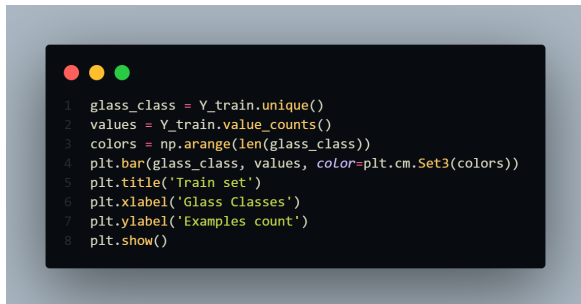 1 glass_class = Y_train.unique()
2 values = Y_train.value_counts()
3 colors = np.arange(len(glass_class))
4 plt.bar(glass_class, values, color=plt.cm.Set3(colors))
5 plt.title('Train set')
6 plt.xlabel('Glass Classes')
7 plt.ylabel('Examples count')
8 plt.show()